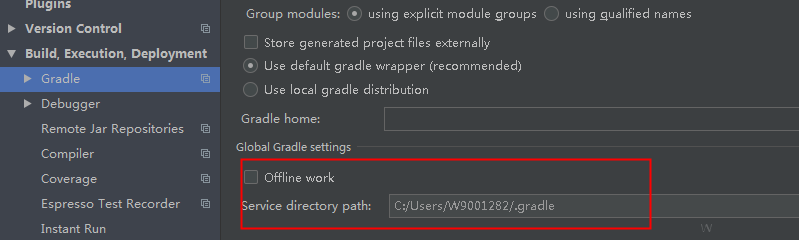 Plugins
Version Control
Build, Execution, Deployment
Gradle
Debugger
Remote Jar Repositories
Compiler
Coverage
Espresso Test Recorder
Instant Run
Group modules: using explicit module groups using qualified names
Store generated project files externally
Use default gradle wrapper (recommended)
Use local gradle distribution
Gradle home:
Global Gradle settings
Offline work
Service directory path: C:/Users/W9001282/.gradle
W